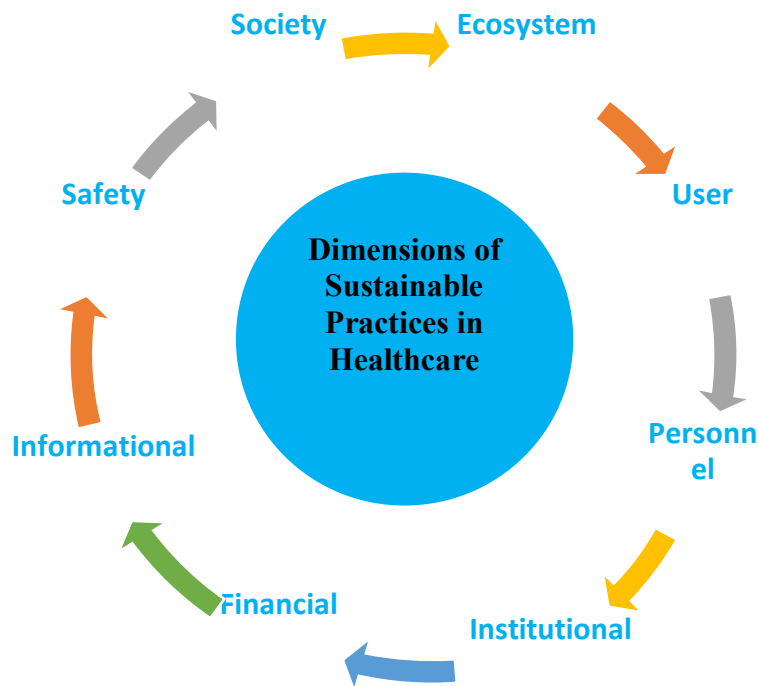 Society
Ecosystem
User
Personn
el
Institutional
Financial
Informational
Safety
Dimensions of
Sustainable
Practices in
Healthcare